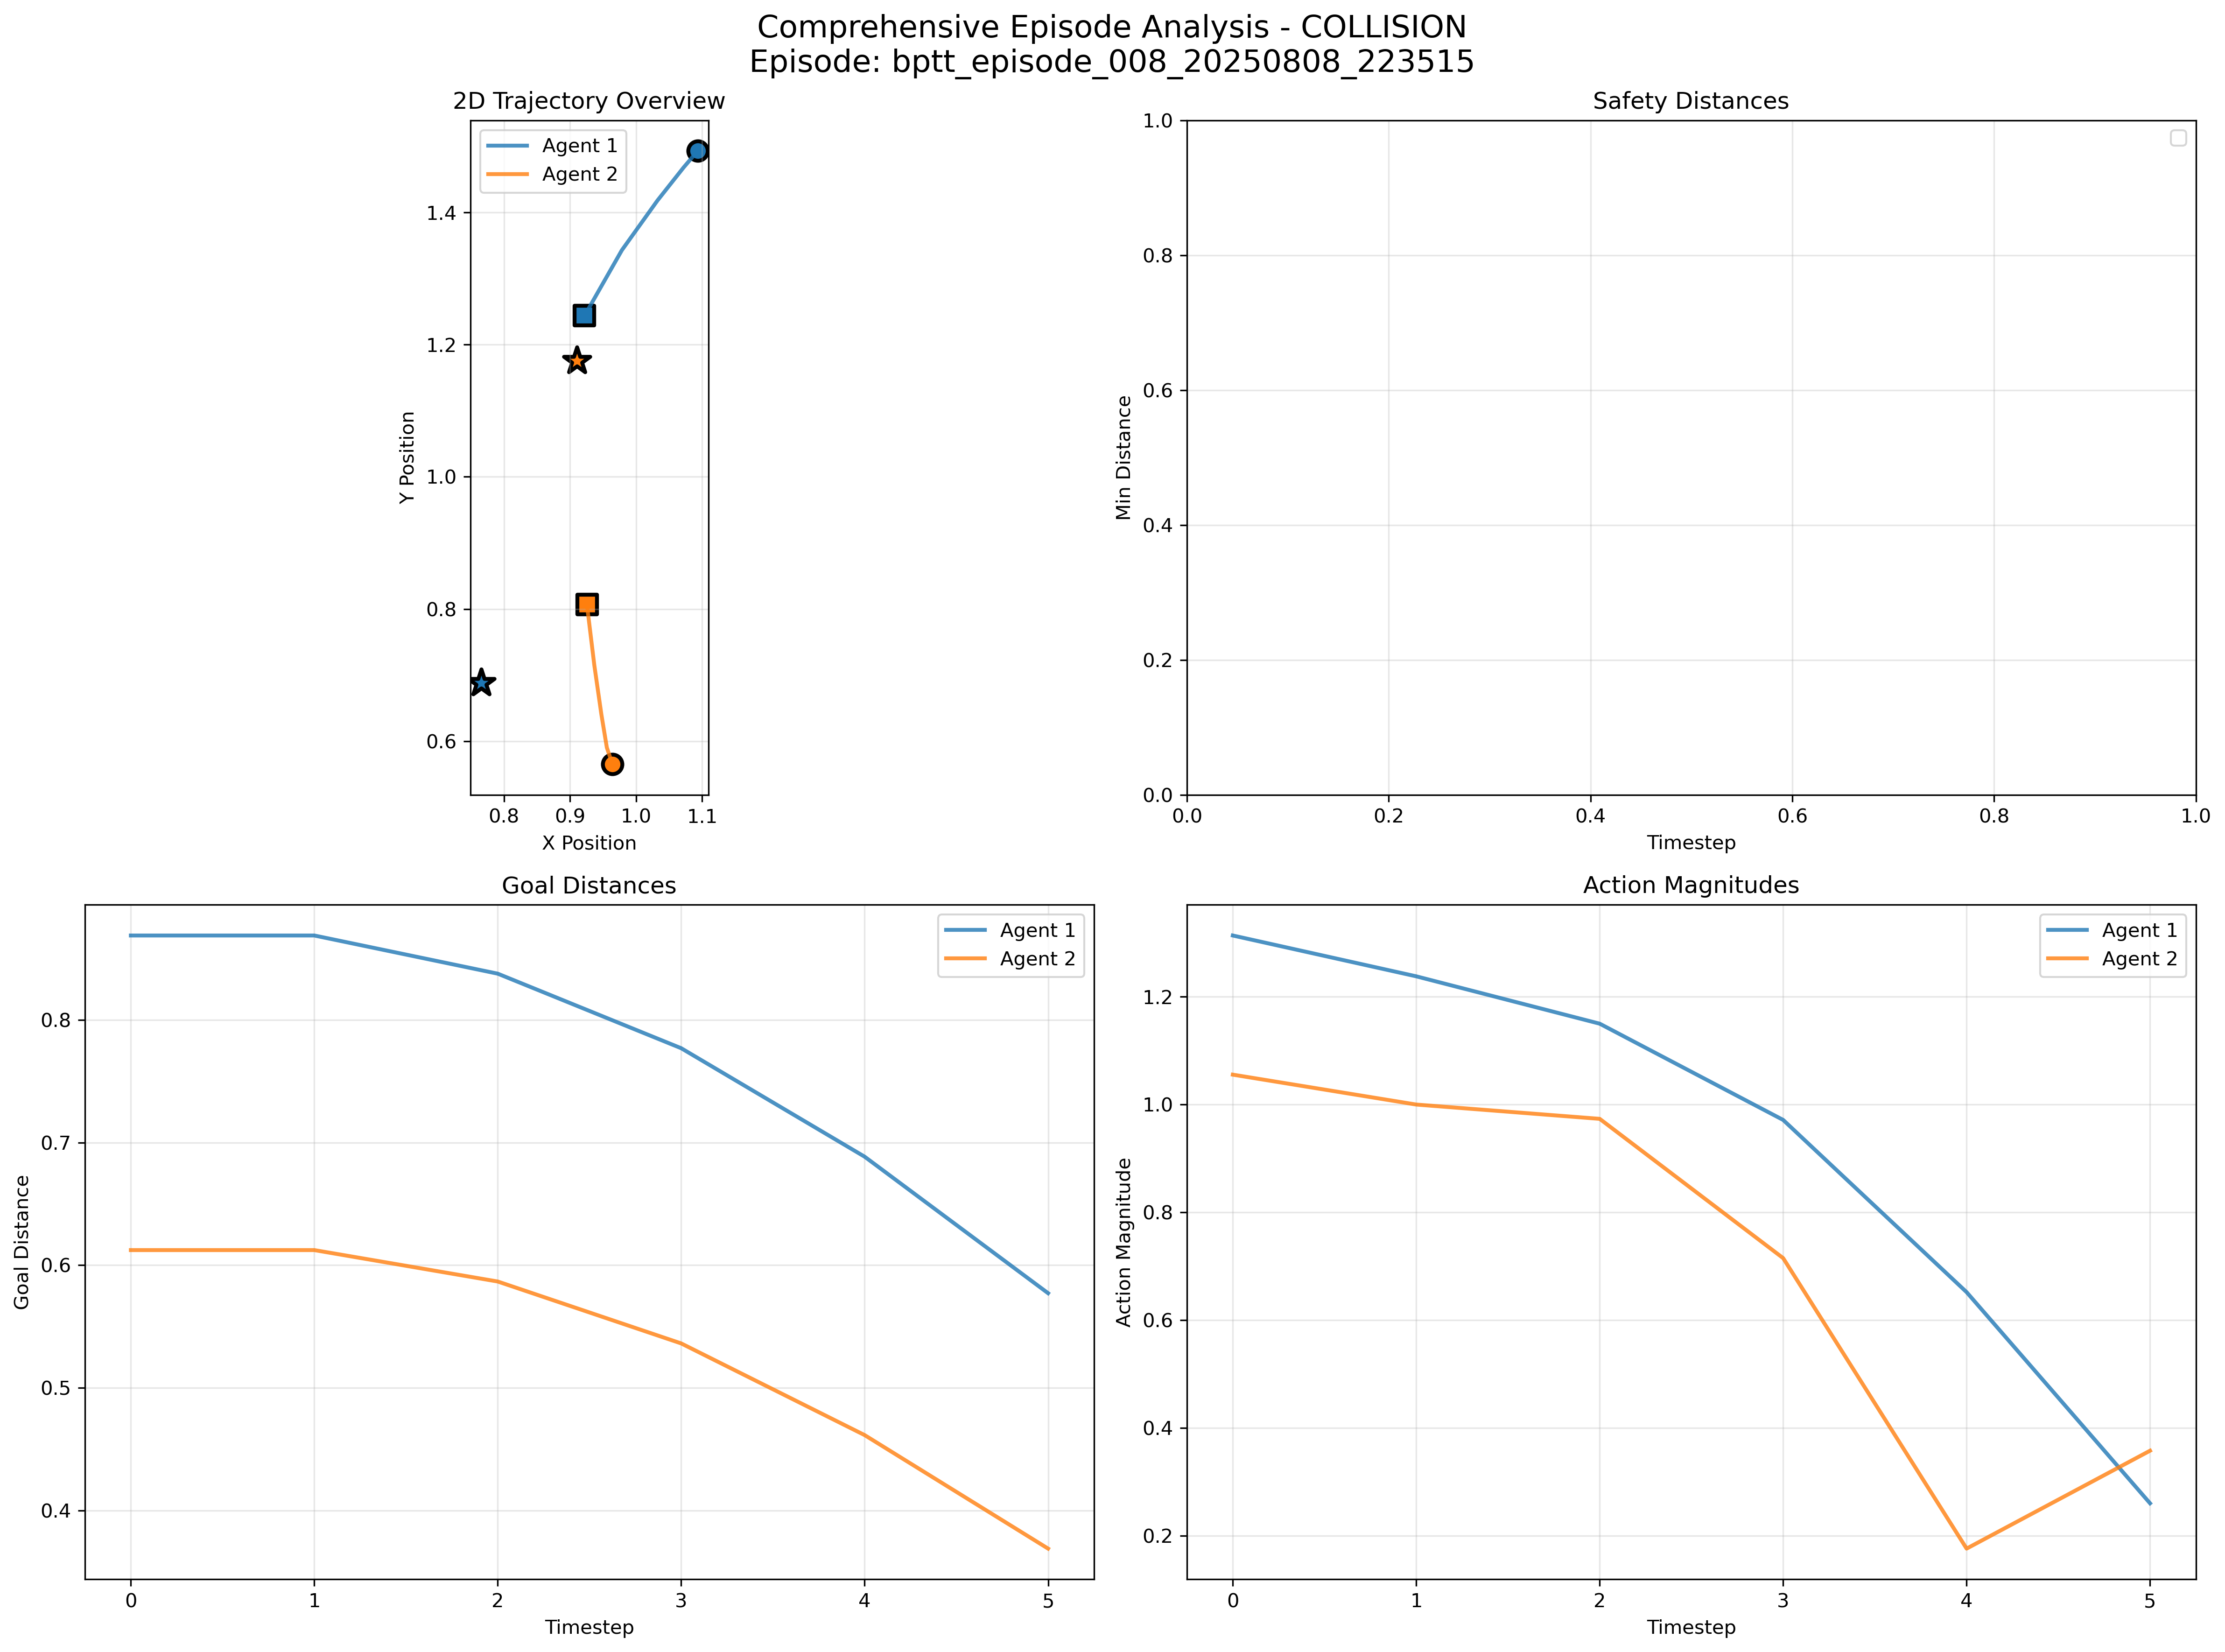 Comprehensive Episode Analysis - COLLISION
Episode: bptt_episode_008_20250808_223515
2D Trajectory Overview
Agent 1
Agent 2
1.4
1.2
1.0
0.8
0.6
Y Position
0.8 0.9 1.0 1.1
X Position
Safety Distances
1.0
0.8
0.6
0.4
0.2
0.0
Min Distance
0.0 0.2 0.4 0.6 0.8 1.0
Timestep
Goal Distances
Agent 1
Agent 2
0.8
0.7
0.6
0.5
0.4
Goal Distance
0 1 2 3 4 5
Timestep
Action Magnitudes
Agent 1
Agent 2
1.2
1.0
0.8
0.6
0.4
0.2
Action Magnitude
0 1 2 3 4 5
Timestep